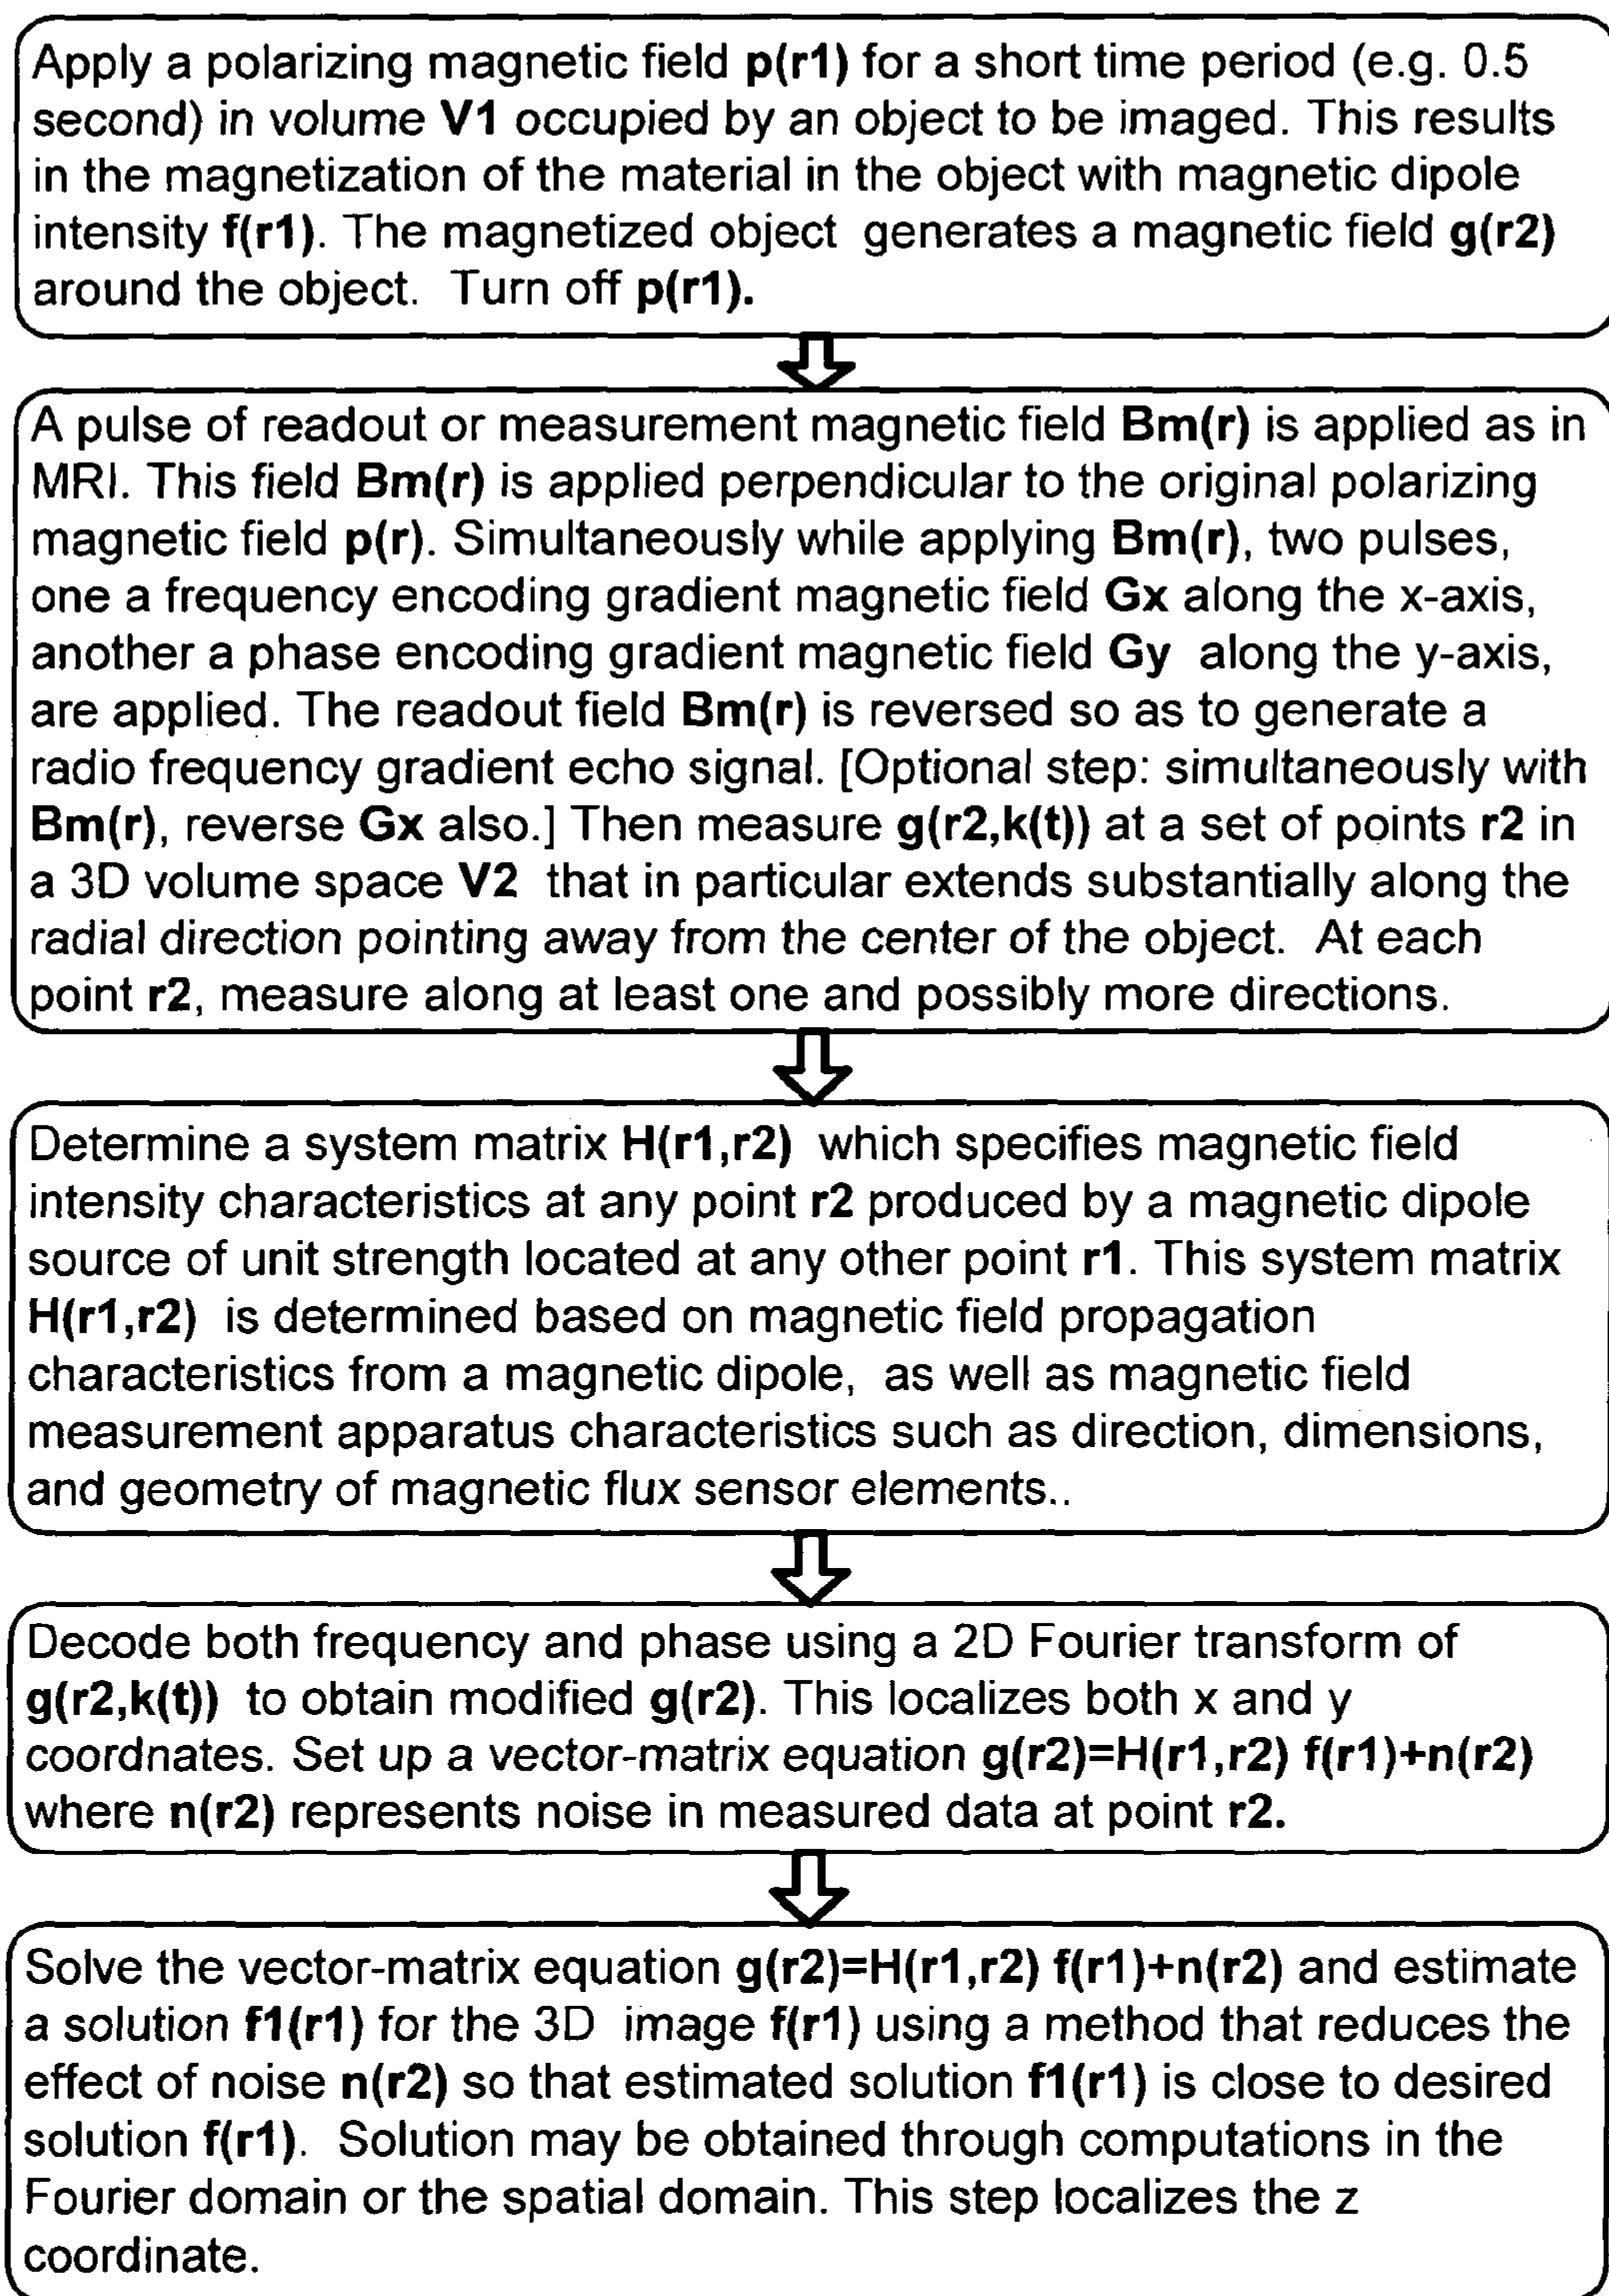 Apply a polarizing magnetic field p(r1) for a short time period (e.g. 0.5
second) in volume V1 occupied by an object to be imaged. This results
in the magnetization of the material in the object with magnetic dipole
intensity f(r1). The magnetized object generates a magnetic field g(r2)
around the object. Turn off p(r1).
A pulse of readout or measurement magnetic field Bm(r) is applied as in
MRI. This field Bm(r) is applied perpendicular to the original polarizing
magnetic field p(r). Simultaneously while applying Bm(r), two pulses,
one a frequency encoding gradient magnetic field Gx along the x-axis,
another a phase encoding gradient magnetic field Gy along the y-axis,
are applied. The readout field Bm(r) is reversed so as to generate a
radio frequency gradient echo signal. [Optional step: simultaneously with
Bm(r), reverse Gx also.] Then measure g(r2,k(t)) at a set of points r2 in
a 3D volume space V2 that in particular extends substantially along the
radial direction pointing away from the center of the object. At each
point r2, measure along at least one and possibly more directions.
Determine a system matrix H(r1,r2) which specifies magnetic field
intensity characteristics at any point r2 produced by a magnetic dipole
source of unit strength located at any other point r1. This system matrix
H(r1,r2) is determined based on magnetic field propagation
characteristics from a magnetic dipole, as well as magnetic field
measurement apparatus characteristics such as direction, dimensions,
and geometry of magnetic flux sensor elements..
Decode both frequency and phase using a 2D Fourier transform of
g(r2,k(t)) to obtain modified g(r2). This localizes both x and y
coordnates. Set up a vector-matrix equation g(r2)=H(r1,r2) f(r1)+n(r2)
where n(r2) represents noise in measured data at point r2.
Solve the vector-matrix equation g(r2)=H(r1,r2) f(r1)+n(r2) and estimate
a solution f1(r1) for the 3D image f(r1) using a method that reduces the
effect of noise n(r2) so that estimated solution f1(r1) is close to desired
solution f(r1). Solution may be obtained through computations in the
Fourier domain or the spatial domain. This step localizes the z
coordinate.